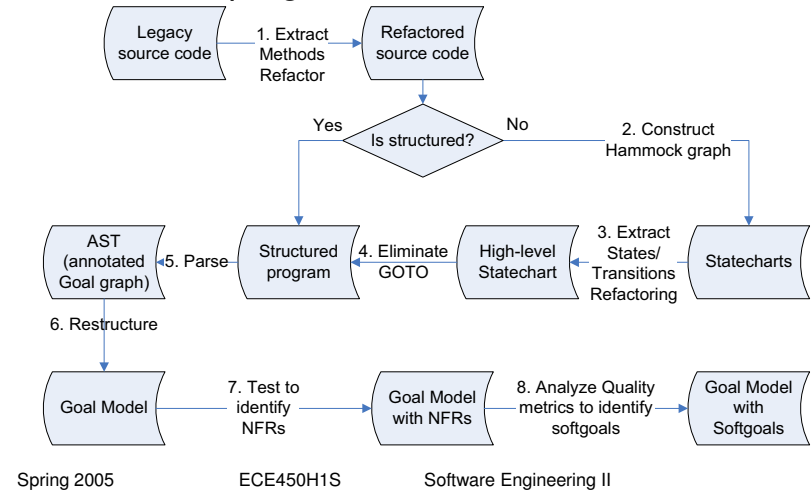 Legacy
source code
1. Extract
Methods
Refactor
Refactored
source code
Yes
Is structured?
No
2. Construct
Hammock graph
AST
(annotated
Goal graph)
5. Parse
Structured
program
4. Eliminate
GOTO
High-level
Statechart
3. Extract
States/
Transitions
Refactoring
Statecharts
6. Restructure
Goal Model
7. Test to
identify
NFRs
Goal Model
with NFRs
8. Analyze Quality
metrics to identify
softgoals
Goal Model
with
Softgoals
Spring 2005
ECE450H1S
Software Engineering II